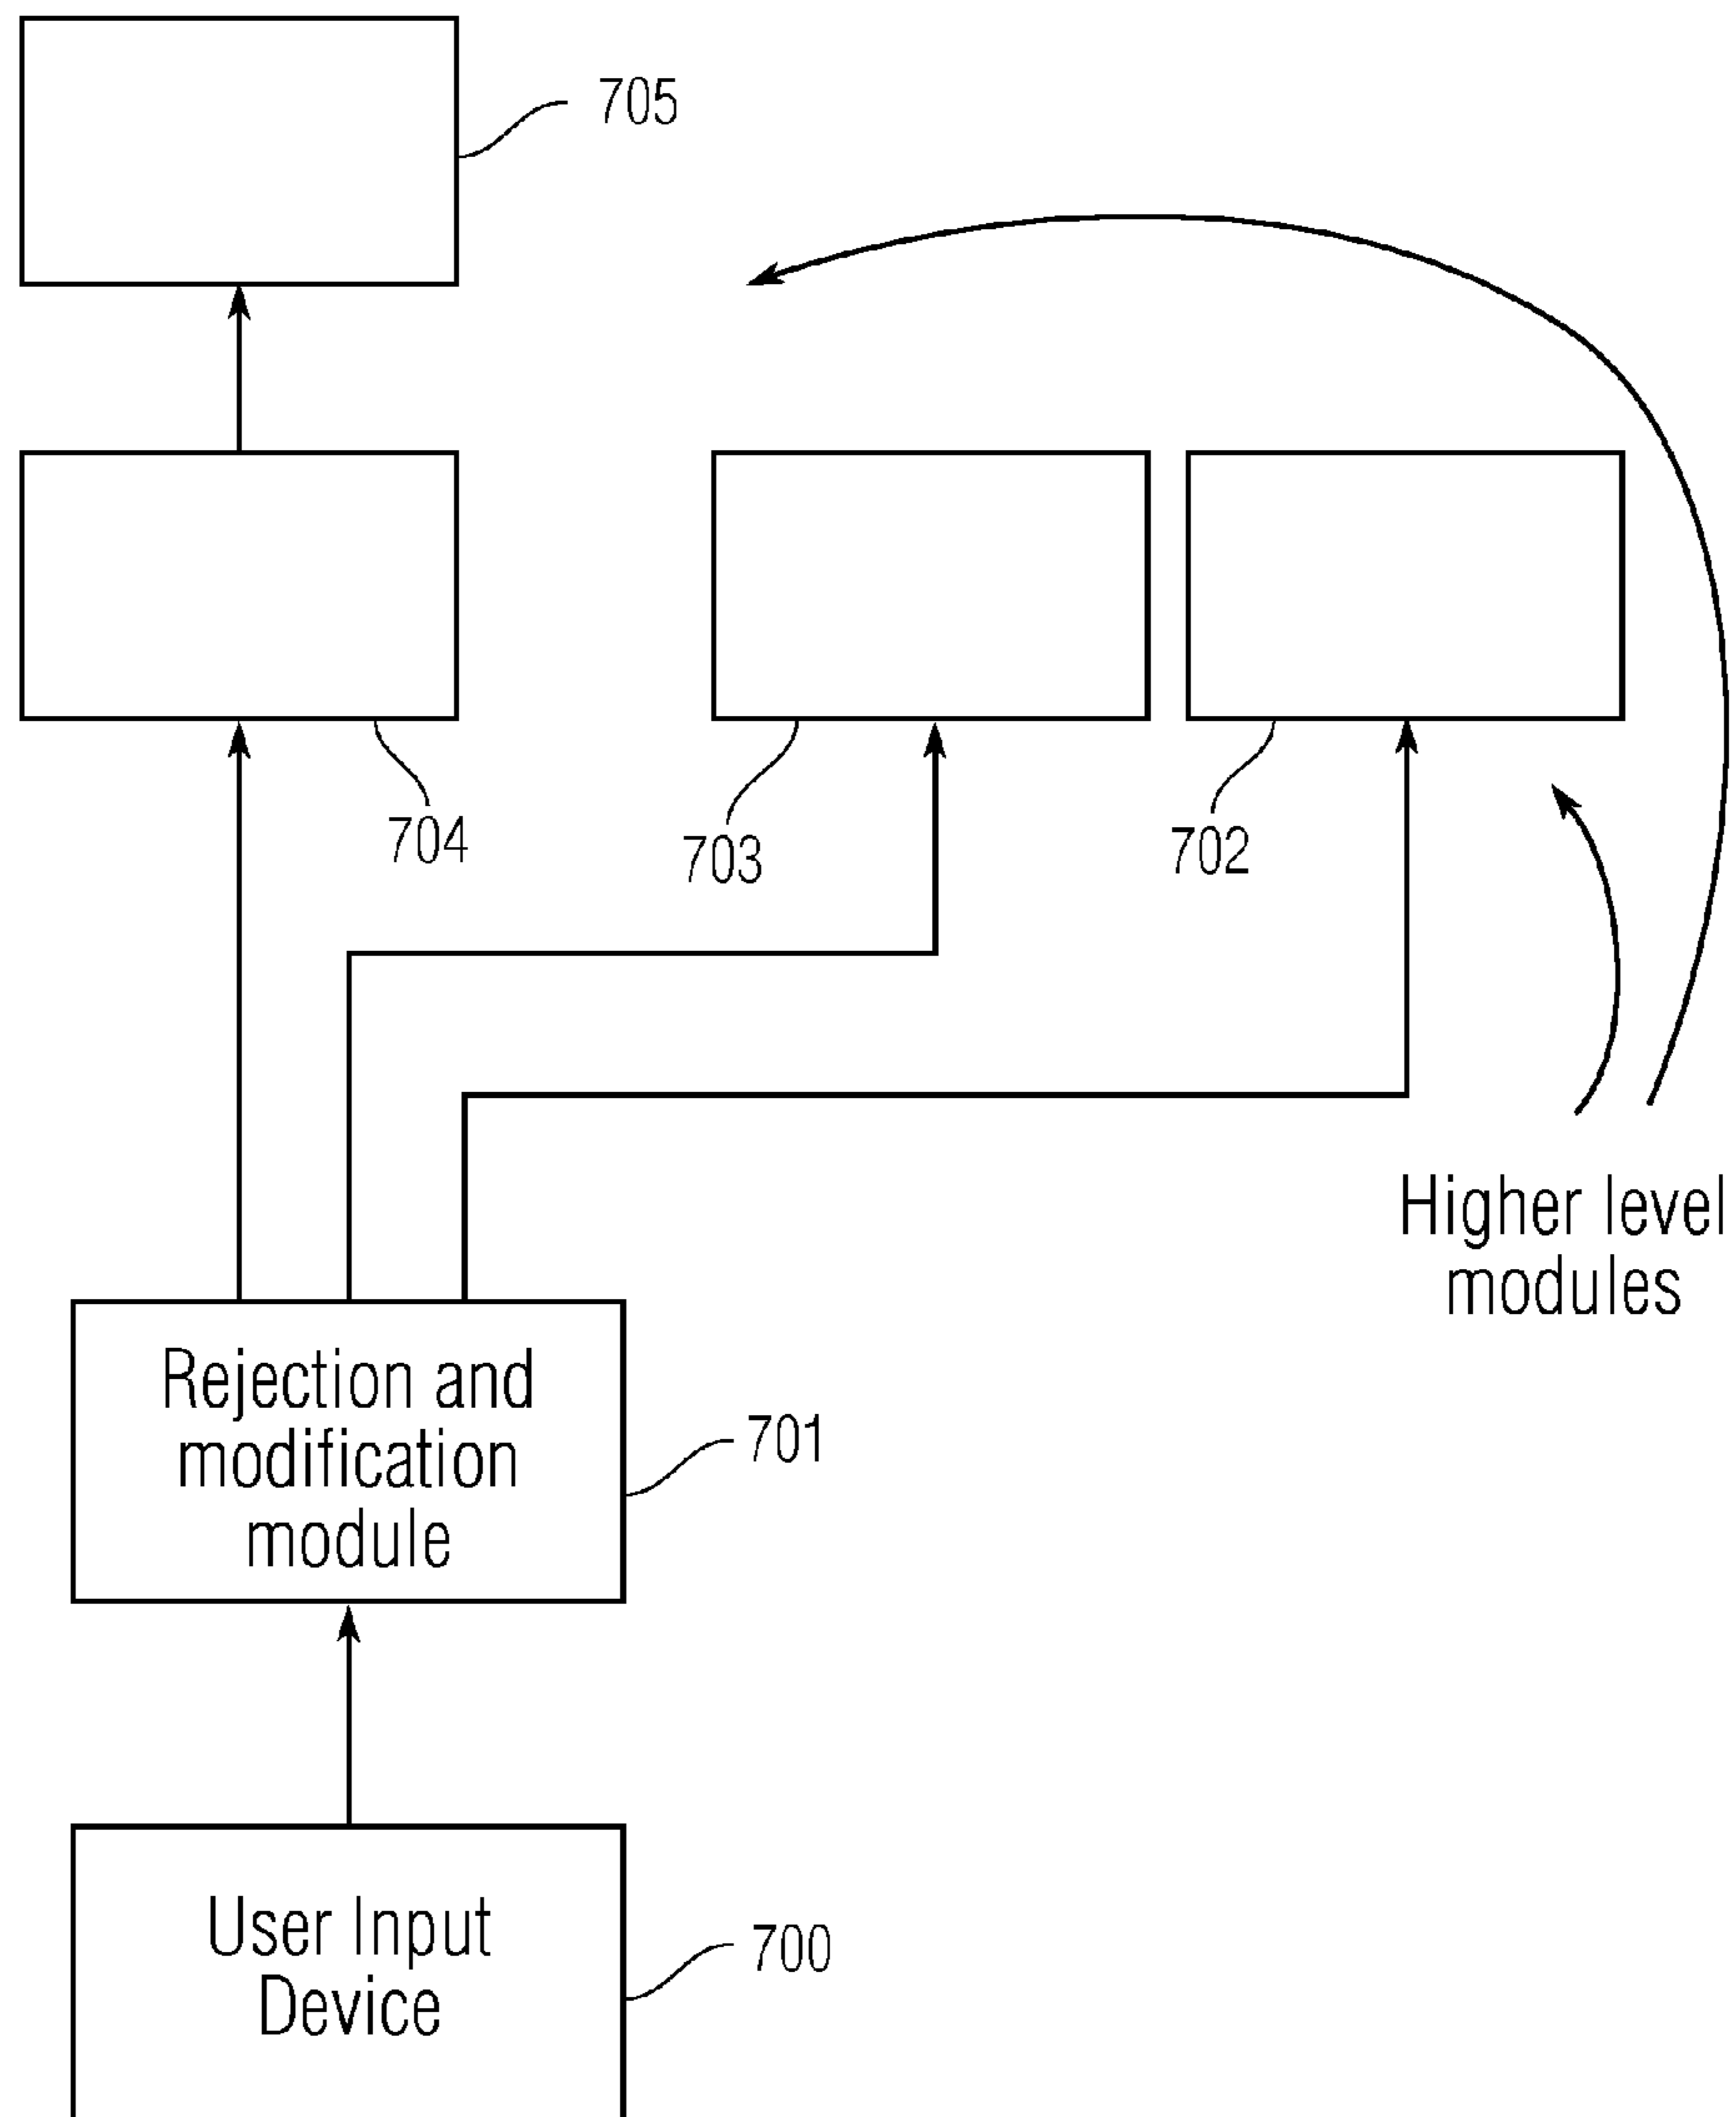 705
704
703
702
Higher level
modules
Rejection and
modification
module
701
User Input
Device
700